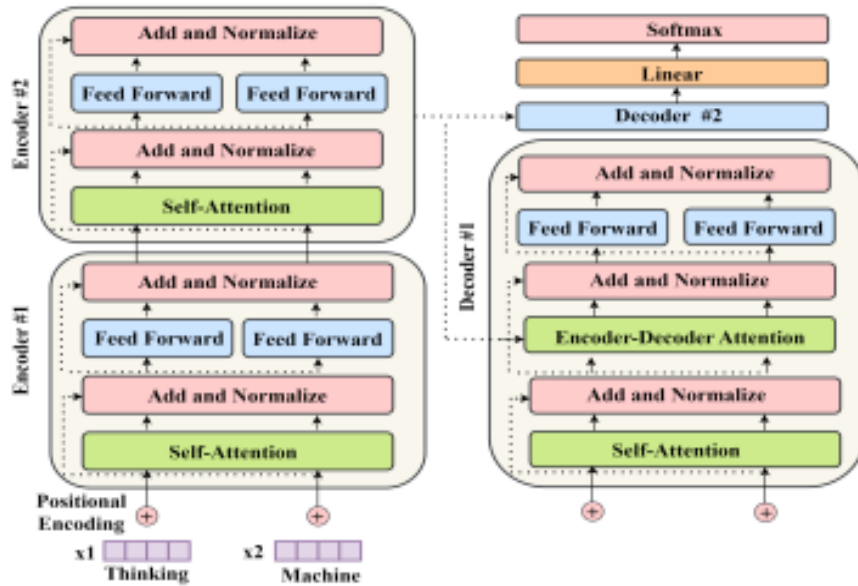 Encoder #2
Add and Normalize
Feed Forward
Feed Forward
Add and Normalize
Self-Attention
Encoder #1
Add and Normalize
Feed Forward
Feed Forward
Add and Normalize
Self-Attention
Positional
Encoding
x1
Thinking
x2
Machine
Softmax
Linear
Decoder #2
Decoder #1
Add and Normalize
Feed Forward
Feed Forward
Add and Normalize
Encoder-Decoder Attention
Add and Normalize
Self-Attention